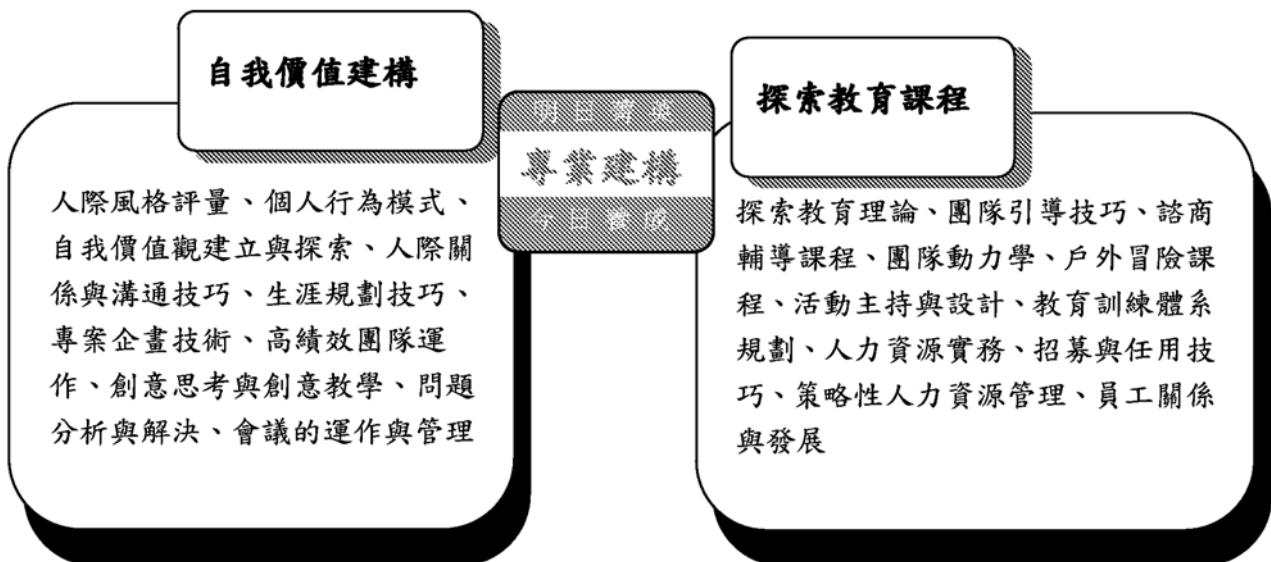 自我價值建構
人際風格評量、個人行為模式、
自我價值觀建立與探索、人際關
係與溝通技巧、生涯規劃技巧、
專案企畫技術、高績效團隊運
作、創意思考與創意教學、問題
分析與解決、會議的運作與管理
明日菁英
專業建構
今日養成
探索教育課程
探索教育理論、團隊引導技巧、諮商
輔導課程、團隊動力學、戶外冒險課
程、活動主持與設計、教育訓練體系
規劃、人力資源實務、招募與任用技
巧、策略性人力資源管理、員工關係
與發展